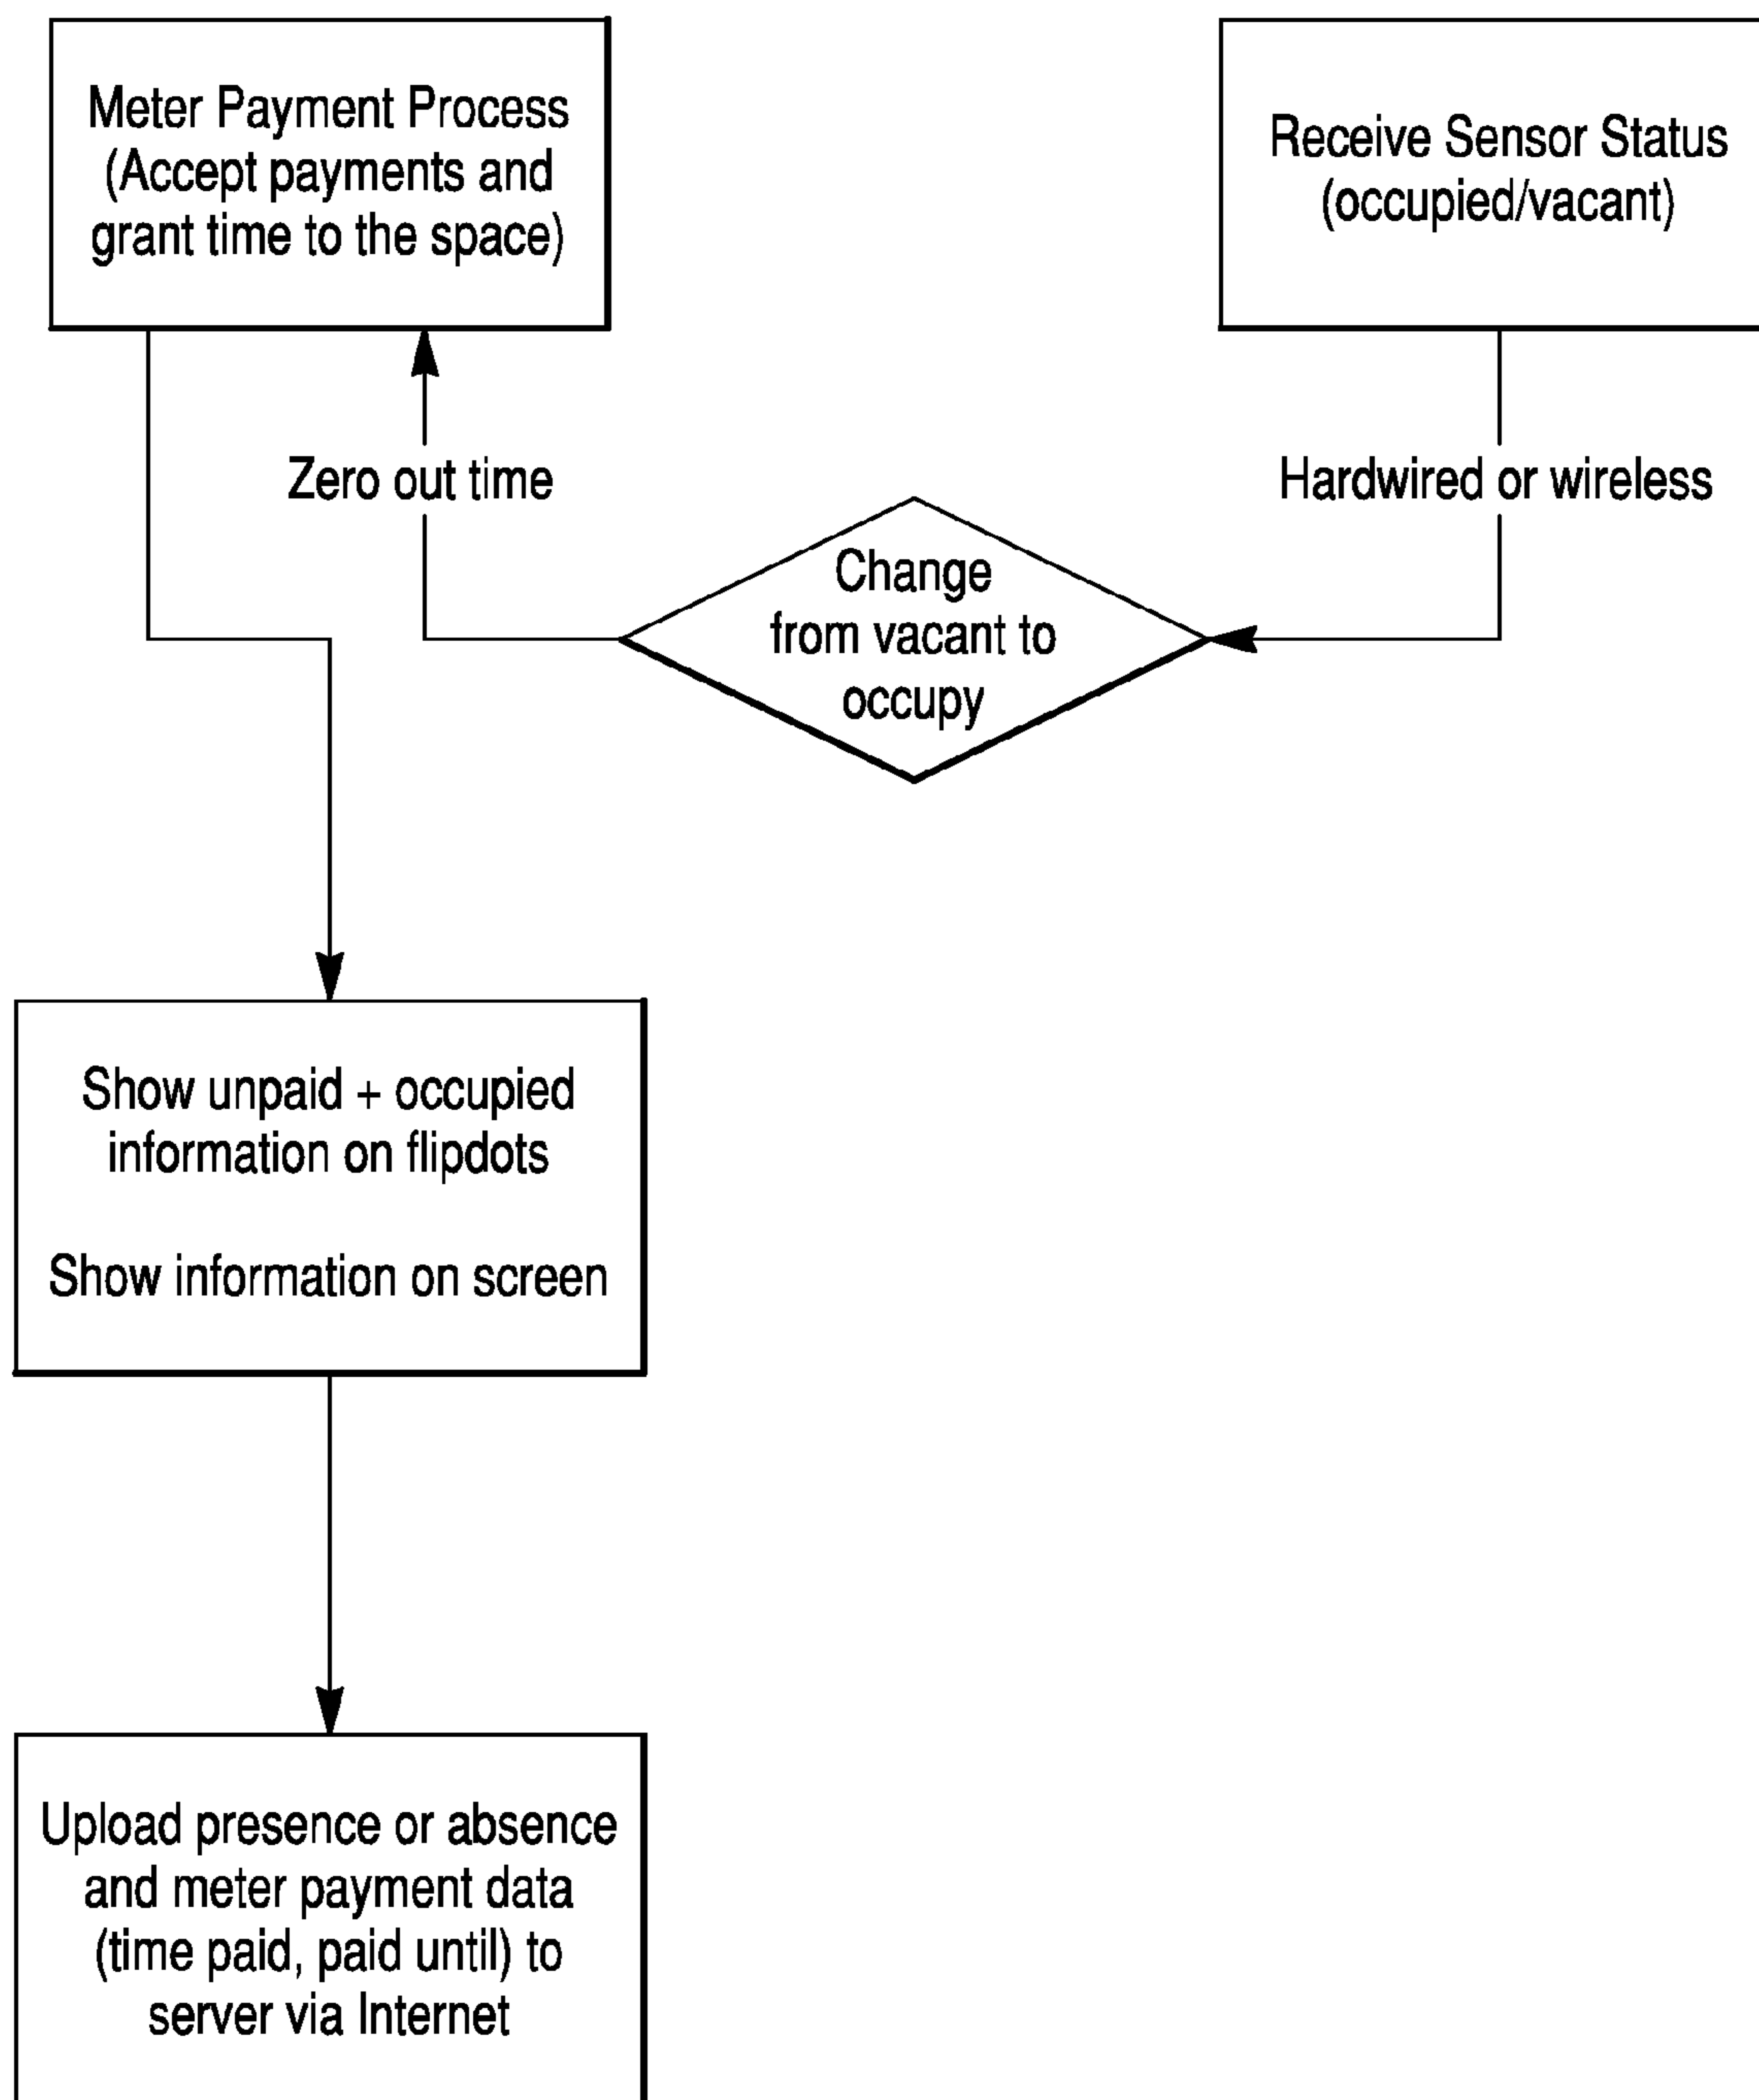 Meter Payment Process
(Accept payments and
grant time to the space)
Receive Sensor Status
(occupied/vacant)
Zero out time
Hardwired or wireless
Change
from vacant to
occupy
Show unpaid + occupied
information on flipdots
Show information on screen
Upload presence or absence
and meter payment data
(time paid, paid until) to
server via Internet